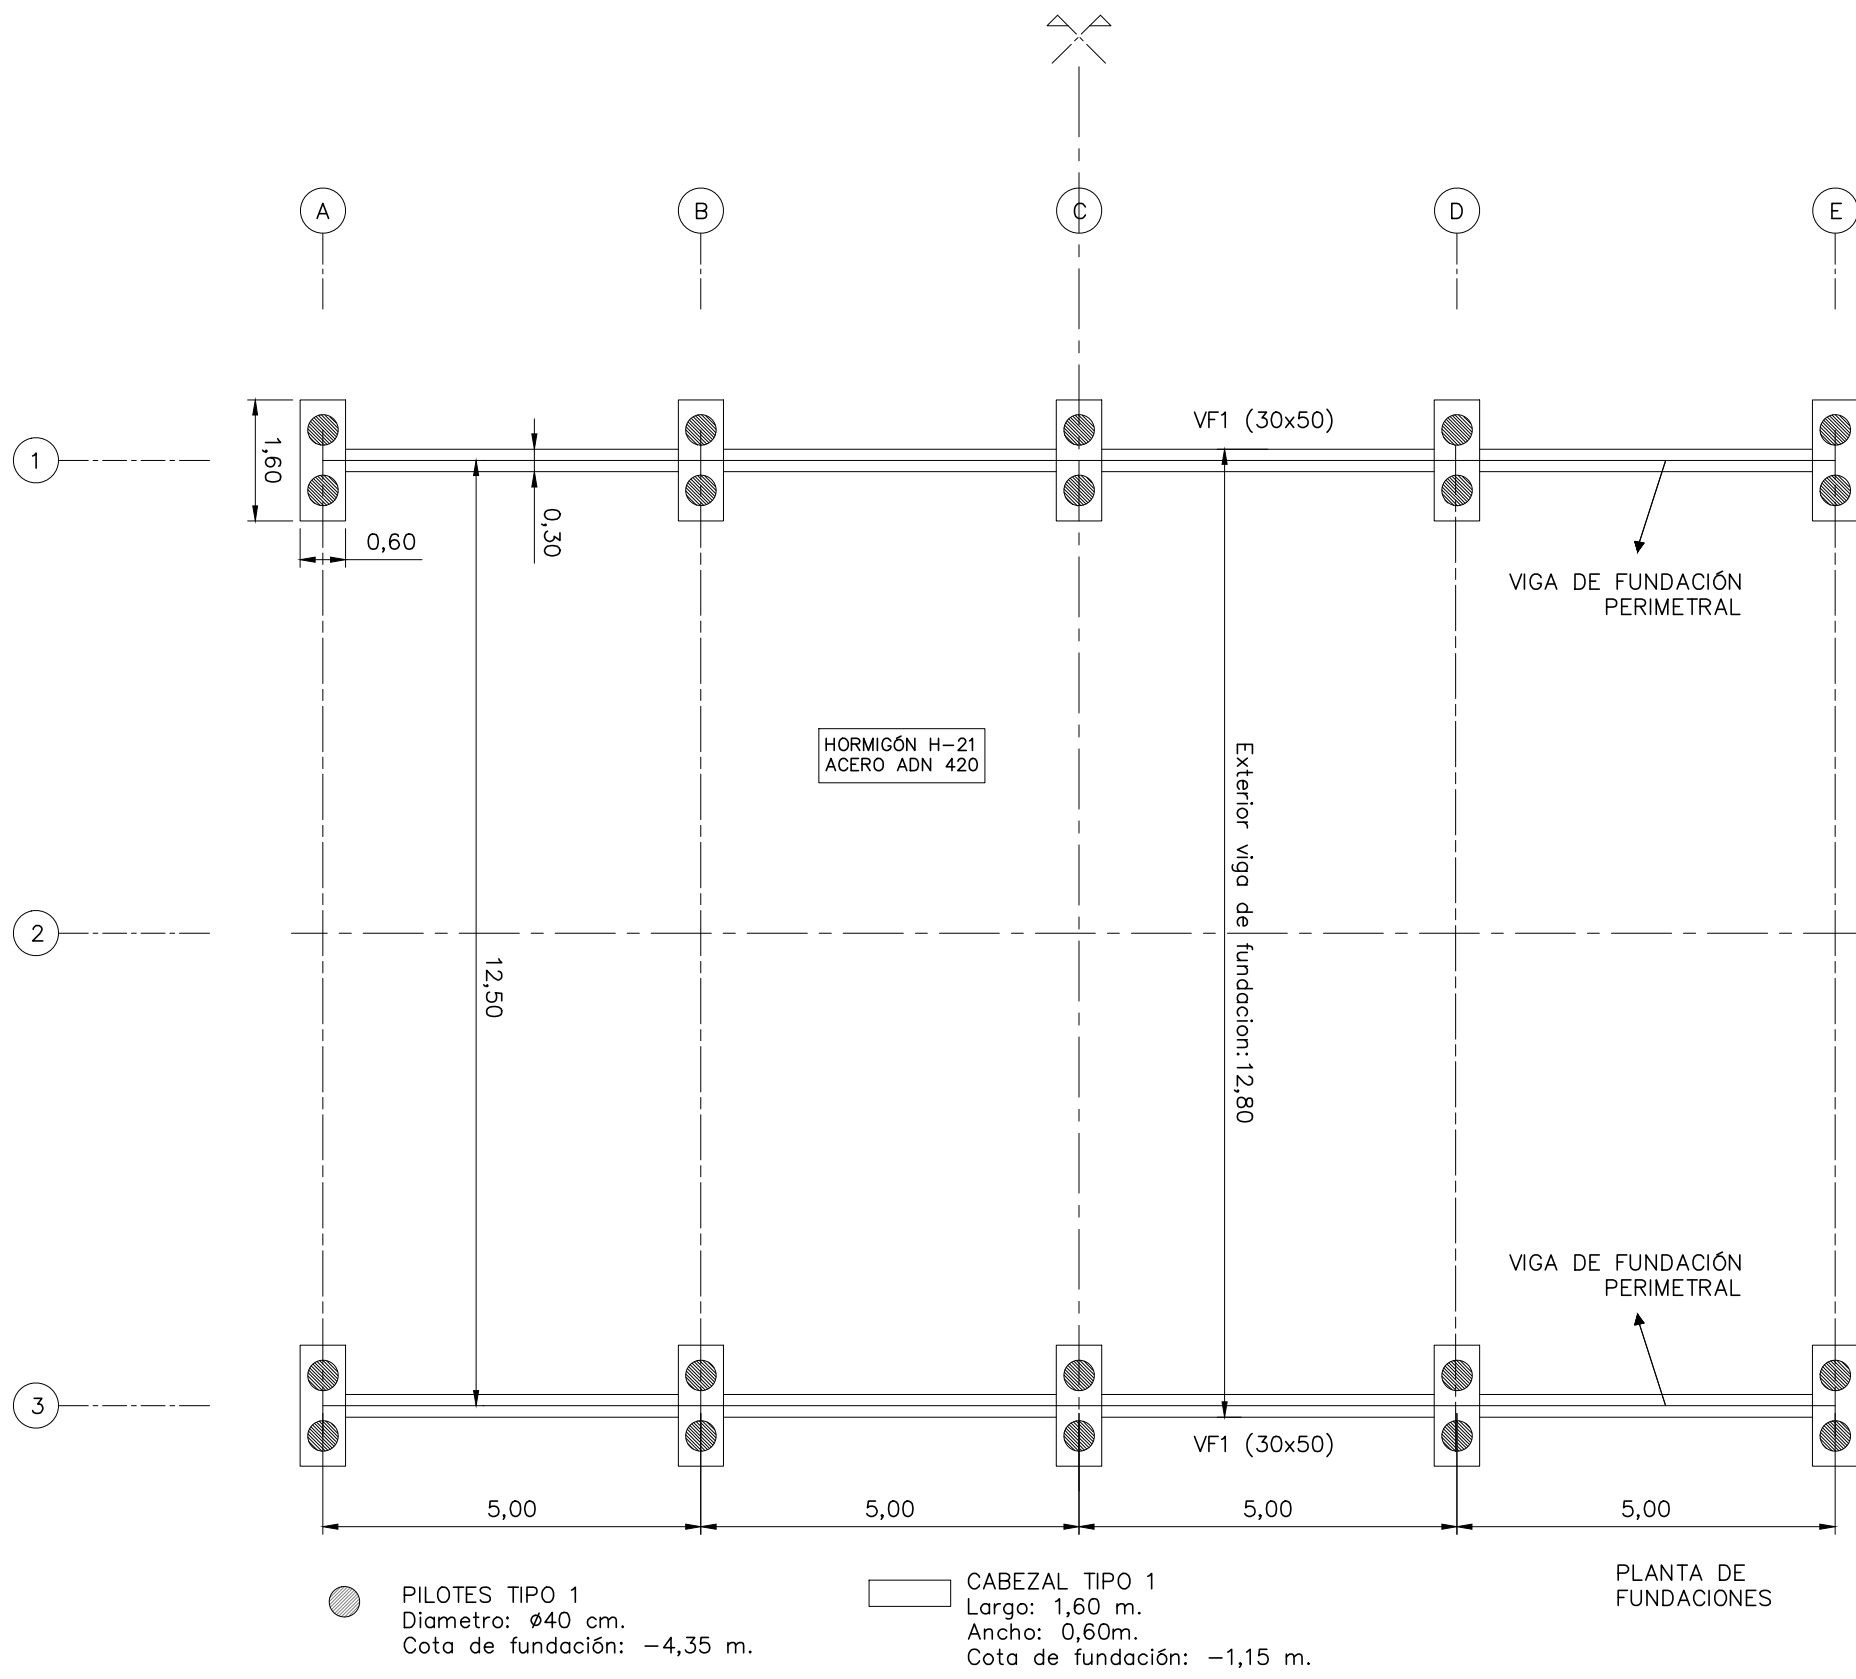 A
B
C
D
E
1
1,60
0,60
0,30
VF1 (30x50)
VIGA DE FUNDACIÓN
PERIMETRAL
HORMIGÓN H-21
ACERO ADN 420
Exterior viga de fundacion:12,80
2
12,50
VIGA DE FUNDACIÓN
PERIMETRAL
3
VF1 (30x50)
5,00
5,00
5,00
5,00
PILOTES TIPO 1
Diametro: ø40 cm.
Cota de fundación: -4,35 m.
CABEZAL TIPO 1
Largo: 1,60 m.
Ancho: 0,60m.
Cota de fundación: -1,15 m.
PLANTA DE
FUNDACIONES